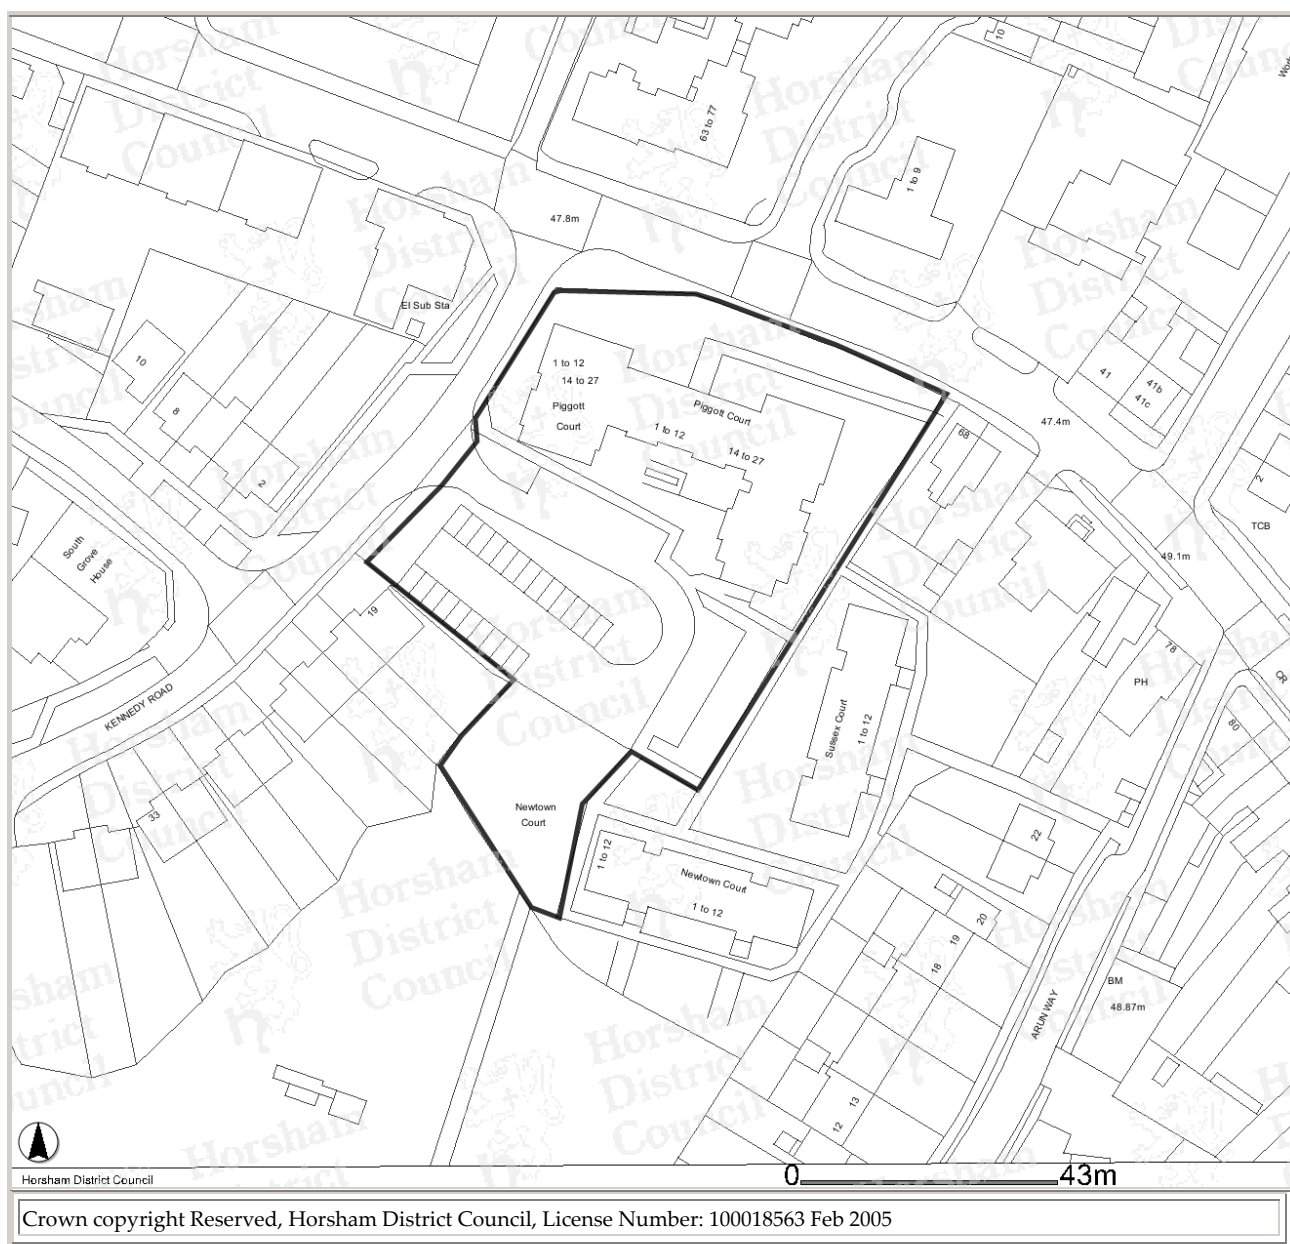 10
Work
63 to 77
1 to 9
47.8m
El Sub Sta
10
8
2
1 to 12
14 to 27
Piggott
Court
Piggott Court
1 to 12
14 to 27
41
41b
41c
47.4m
68
2
TCB
49.1m
South
Grove
House
19
KENNEDY ROAD
33
Newtown
Court
Sussex Court
1 to 12
78
PH
80
22
1 to 12
Newtown Court
1 to 12
20
19
18
BM
48.87m
ARUN WAY
13
12
Horsham
District
Council
Horsham District Council
0 43m
Crown copyright Reserved, Horsham District Council, License Number: 100018563 Feb 2005